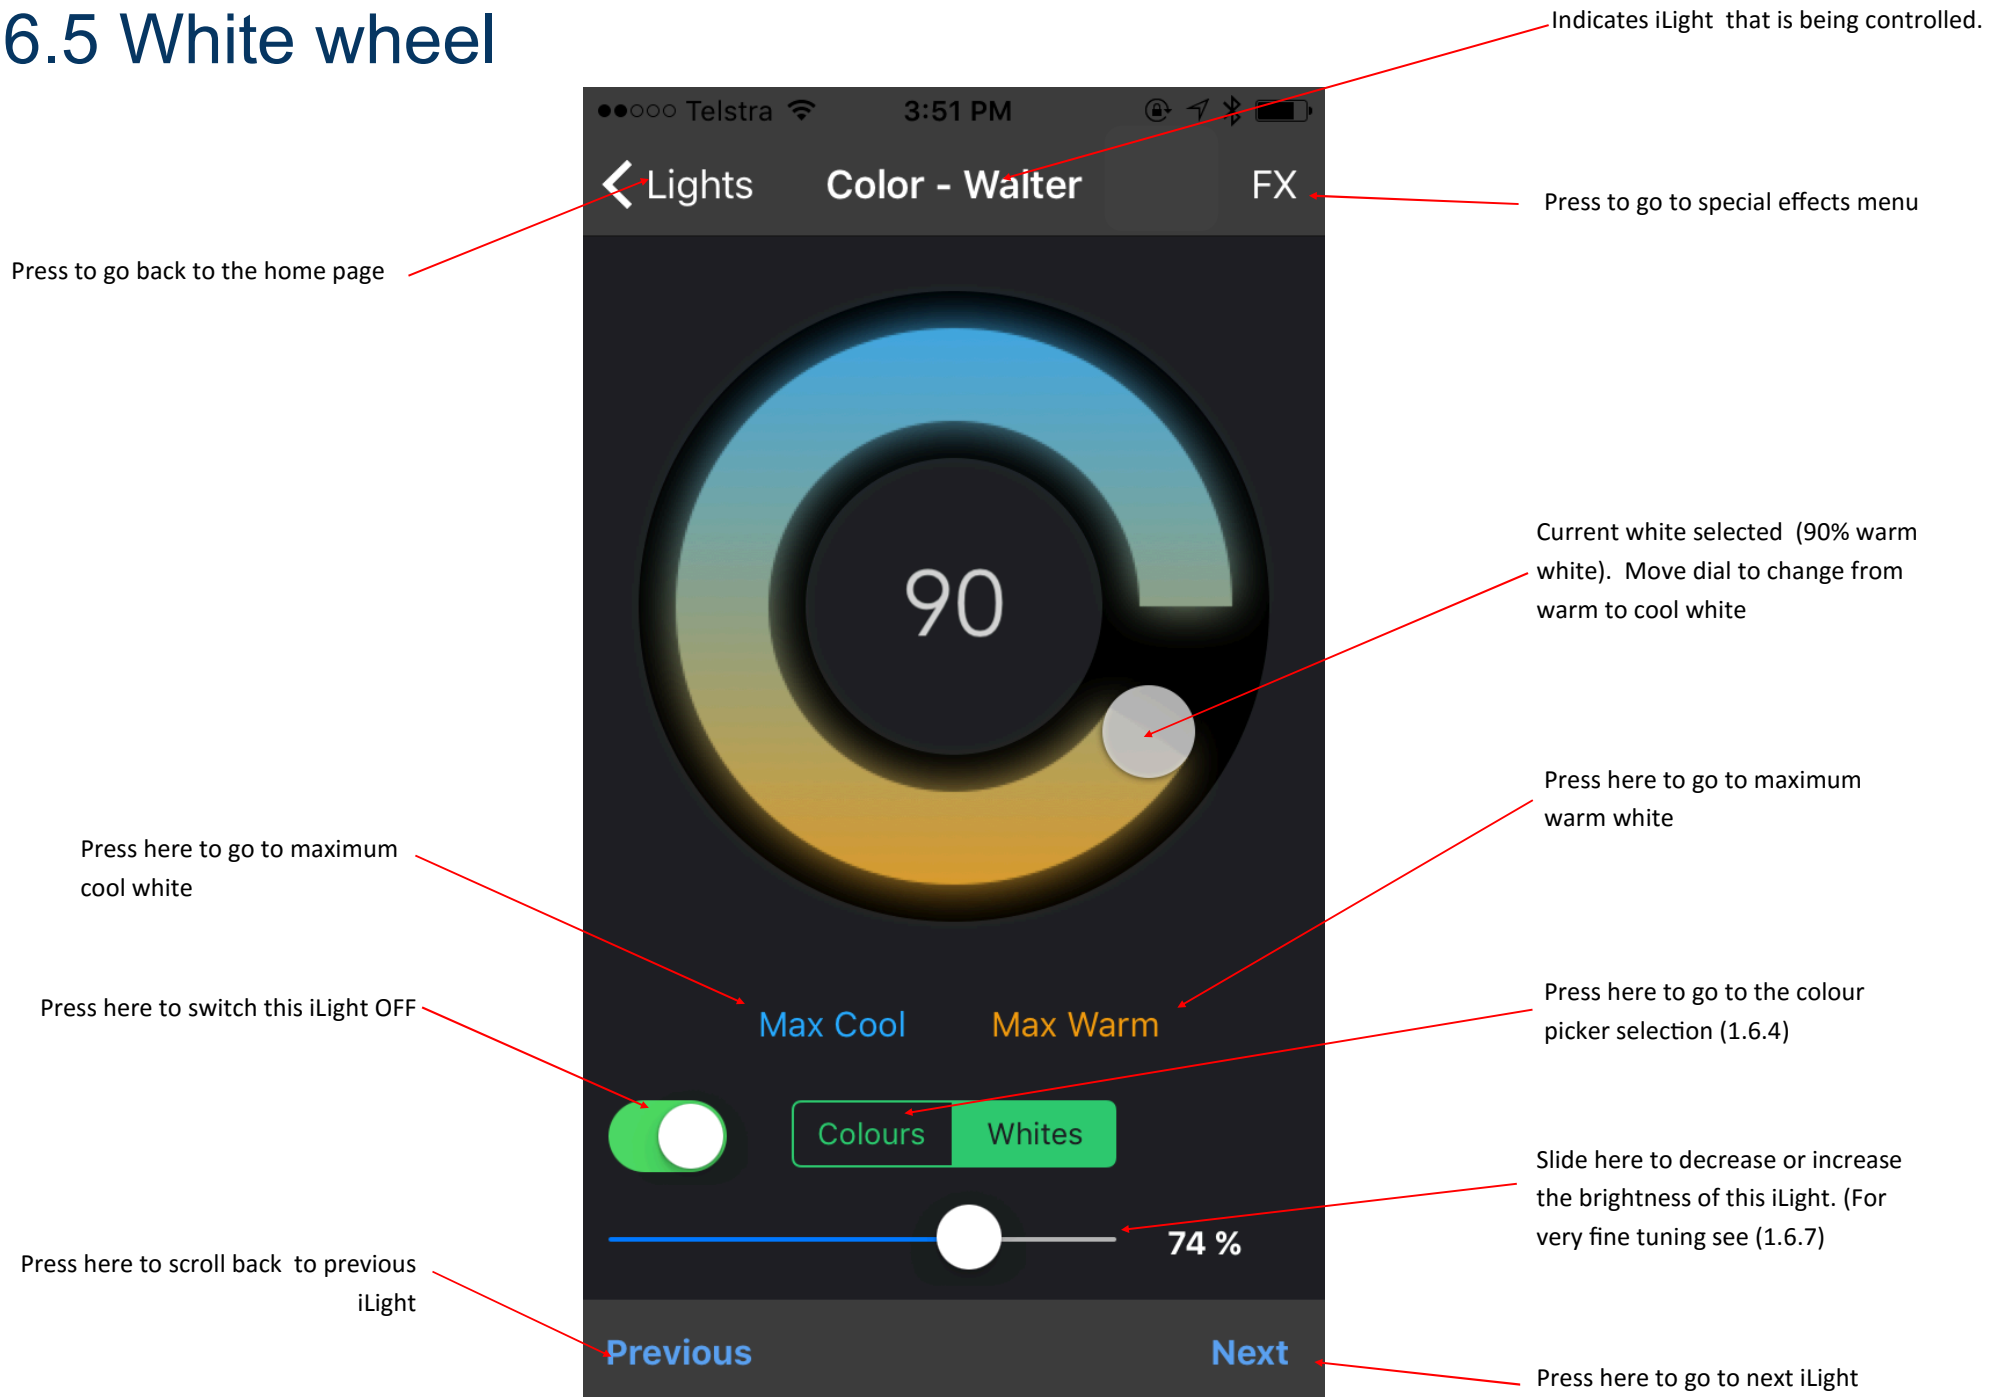 6.5 White wheel
Indicates iLight  that is being controlled.
Telstra
3:51 PM
Lights
Color - Walter
FX
Press to go to special effects menu
Press to go back to the home page
90
Current white selected  (90% warm
white).  Move dial to change from
warm to cool white
Press here to go to maximum
warm white
Press here to go to maximum
cool white
Press here to switch this iLight OFF
Max Cool
Max Warm
Press here to go to the colour
picker selection (1.6.4)
Colours
Whites
Slide here to decrease or increase
the brightness of this iLight. (For
very fine tuning see (1.6.7)
74 %
Press here to scroll back  to previous
iLight
Previous
Next
Press here to go to next iLight